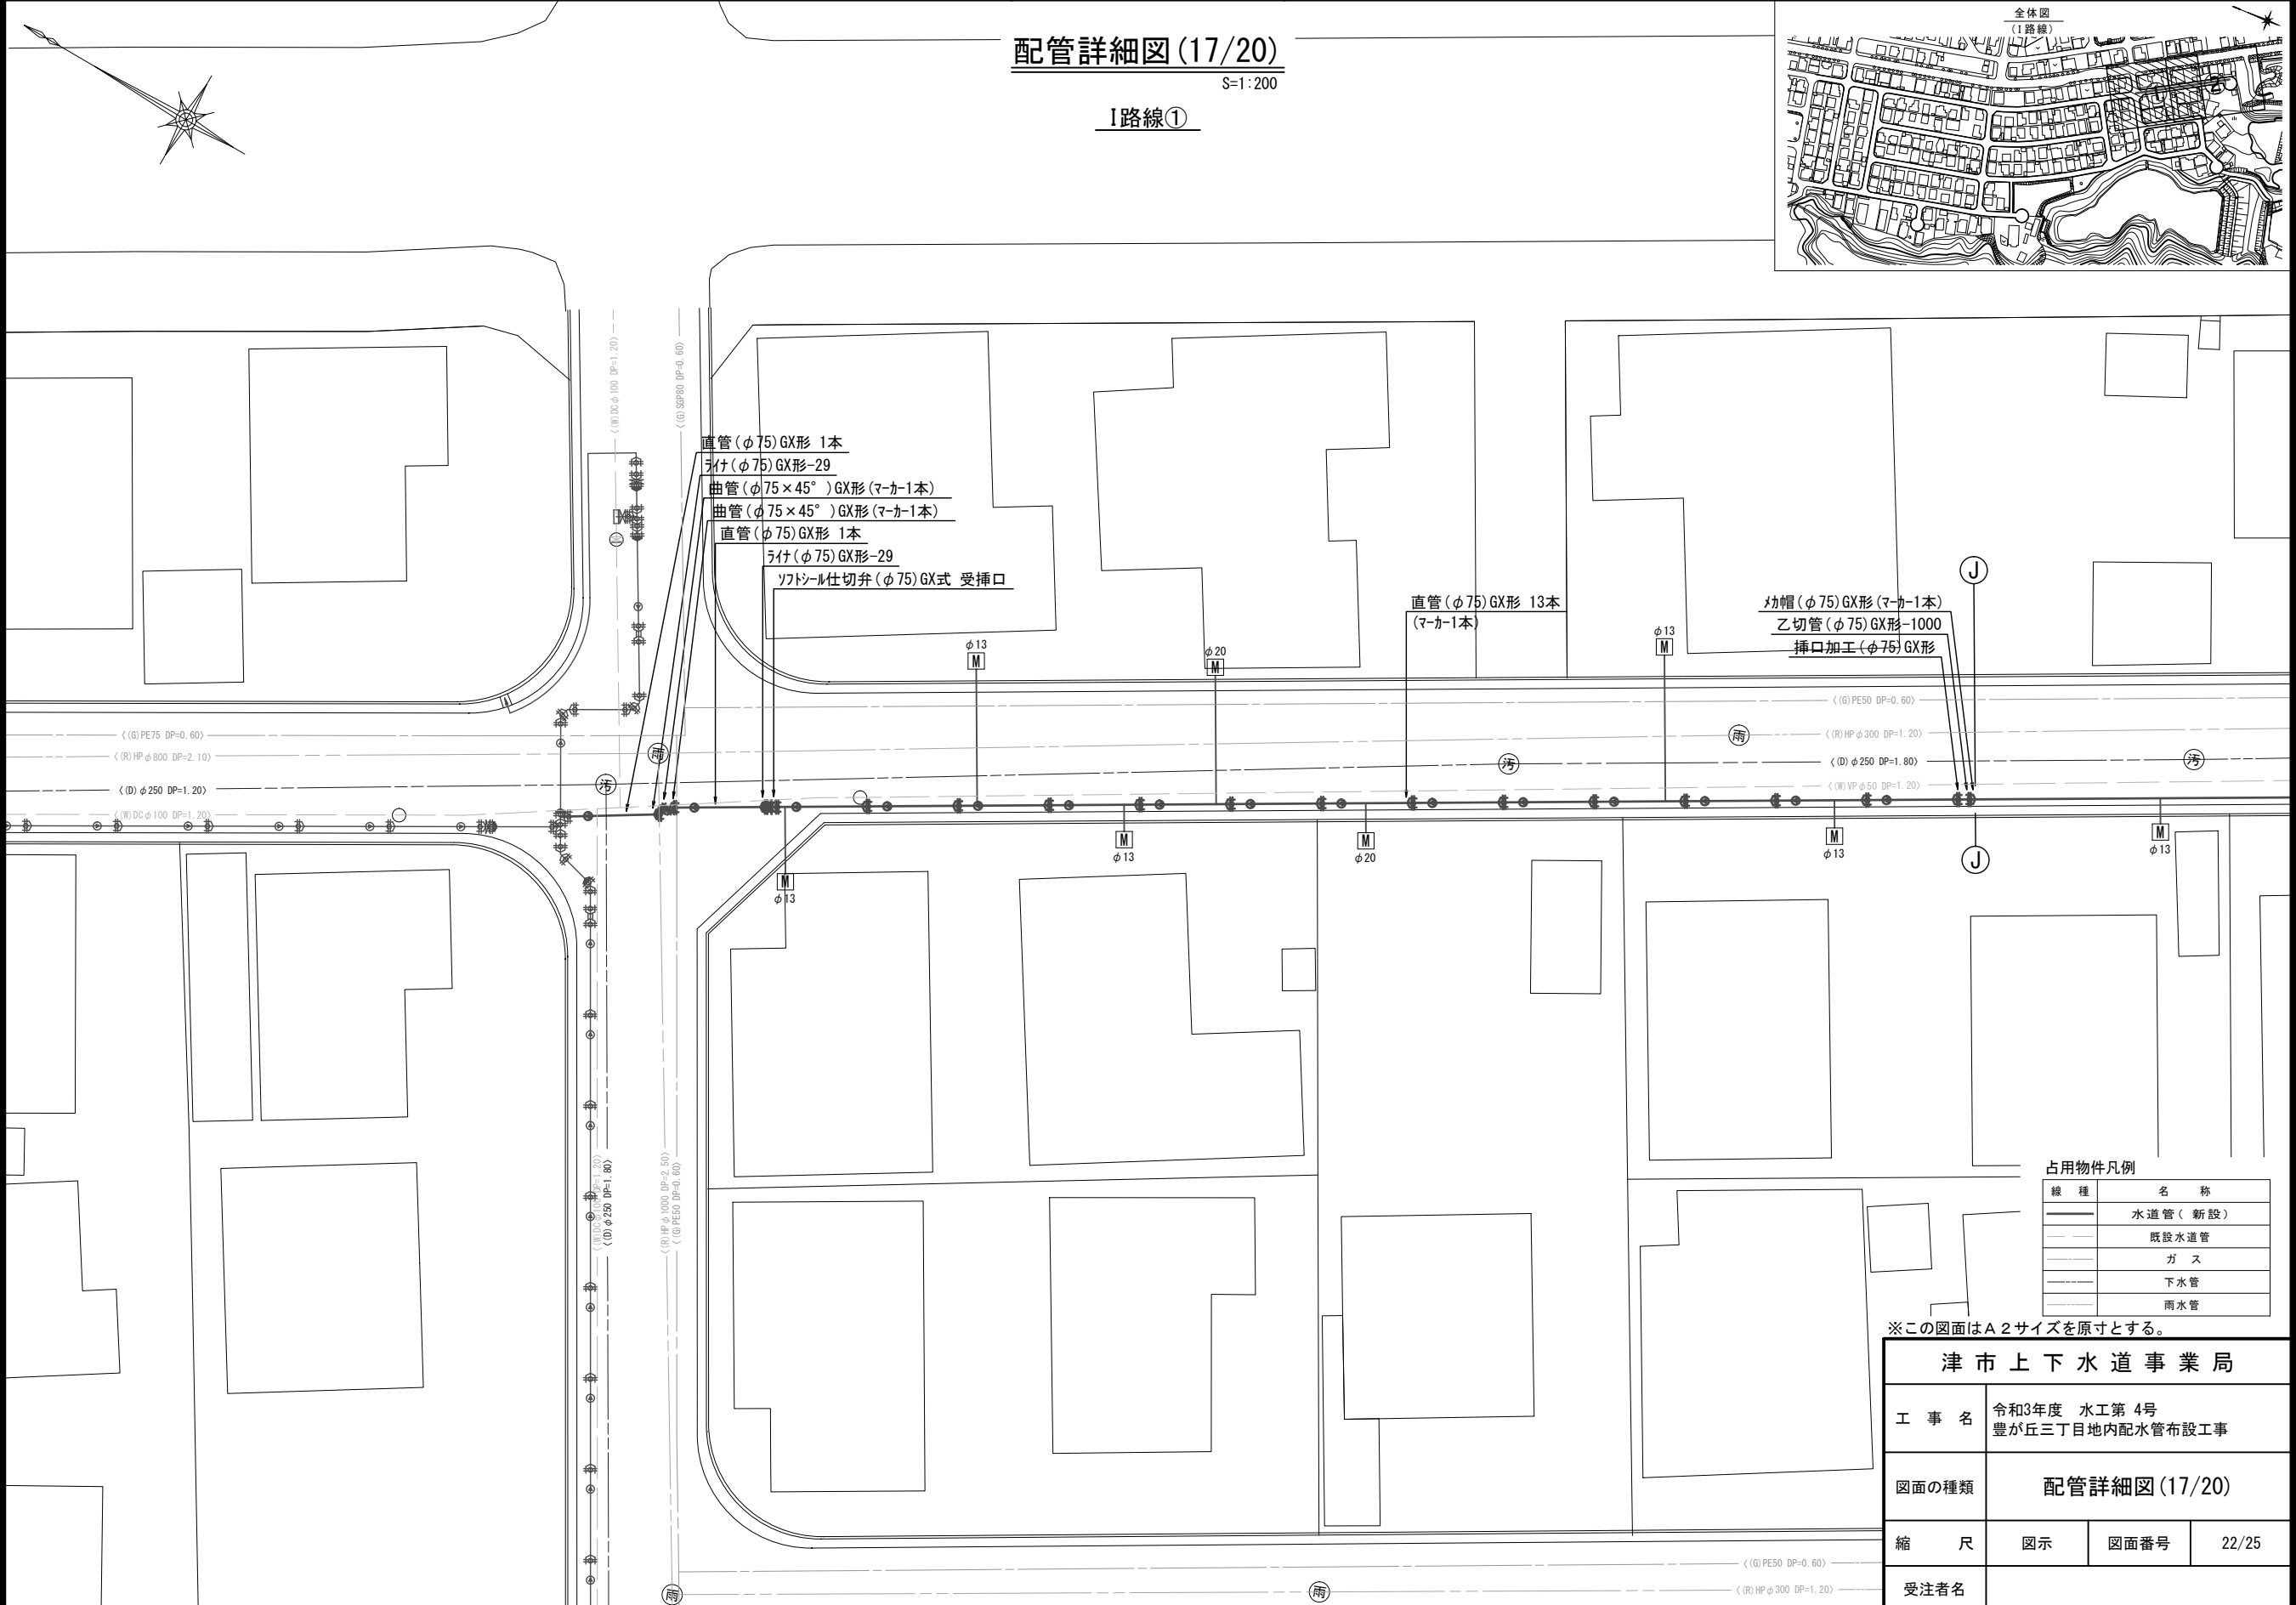 配管詳細図(17/20)
S=1:200
I路線①
全体図
(I路線)
1
2
<(W)DCφ100 DP=1.20>
<(G)SGP80 DP=0.60>
直管(φ75)GX形 1本
ﾗｲﾅ(φ75)GX形-29
曲管(φ75×45°)GX形(ﾏｰｶｰ1本)
曲管(φ75×45°)GX形(ﾏｰｶｰ1本)
直管(φ75)GX形 1本
ﾗｲﾅ(φ75)GX形-29
ｿﾌﾄｼｰﾙ仕切弁(φ75)GX式 受挿口
直管(φ75)GX形 13本
(ﾏｰｶｰ1本)
J
ﾒｶ帽(φ75)GX形(ﾏｰｶｰ1本)
乙切管(φ75)GX形-1000
挿口加工(φ75)GX形
φ13
M
φ20
M
φ13
M
<(G)PE50 DP=0.60>
<(G)PE75 DP=0.60>
雨
雨
<(R)HPφ300 DP=1.20>
<(R)HPφ800 DP=2.10>
汚
汚
<(D)φ250 DP=1.80>
汚
<(D)φ250 DP=1.20>
<(W)VPφ50 DP=1.20>
<(W)DCφ100 DP=1.20>
M
φ13
M
φ13
M
φ20
M
φ13
J
M
φ13
<(W)DCφ100 DP=1.20>
<(D)φ250 DP=1.80>
<(R)HPφ1000 DP=2.50>
<(G)PE50 DP=0.60>
占用物件凡例
線 種 名 称
水道管( 新設)
既設水道管
ガ ス
下水管
雨水管
※この図面はA2サイズを原寸とする。
津市上下水道事業局
工 事 名 令和3年度 水工第 4号
豊が丘三丁目地内配水管布設工事
図面の種類 配管詳細図(17/20)
縮 尺 図示 図面番号 22/25
受注者名
<(G)PE50 DP=0.60>
雨
雨
<(R)HPφ300 DP=1.20>